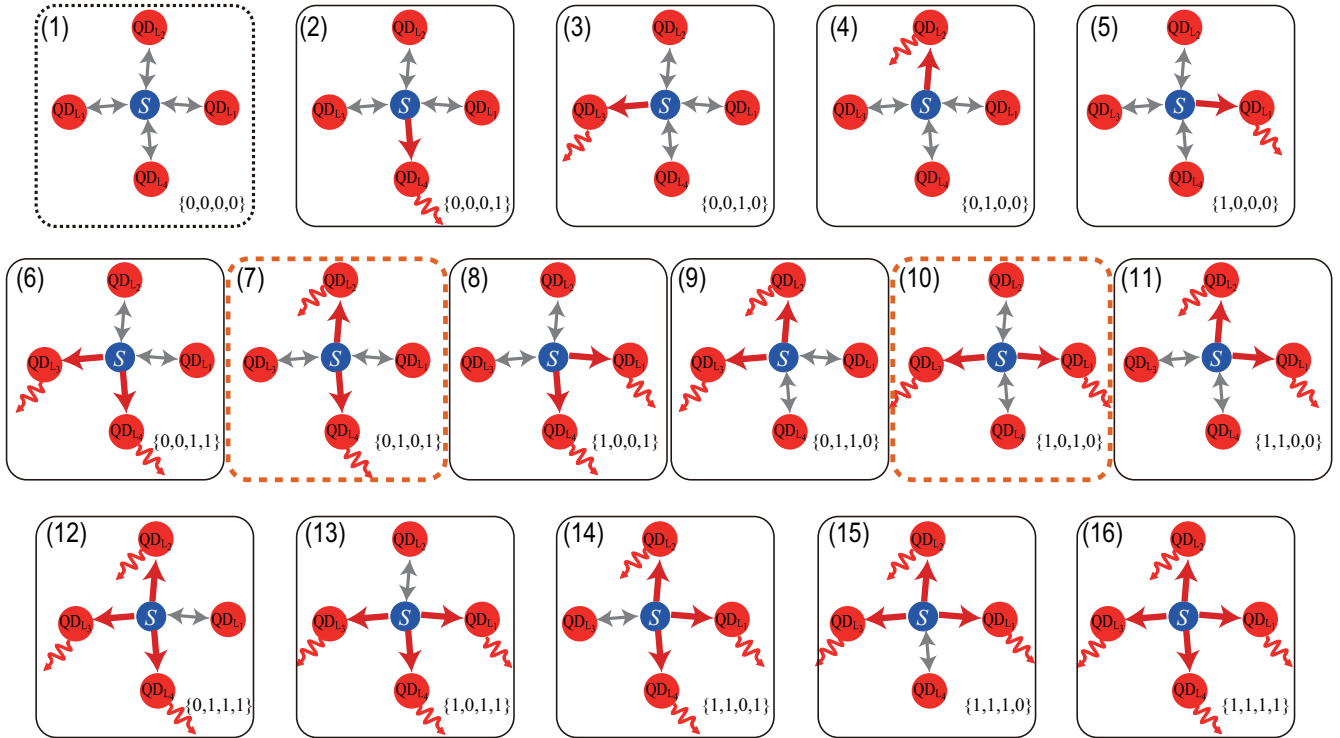 (1) QD_L2
QD_L3 S QD_L1
QD_L4
{0,0,0,0}
(2) QD_L2
QD_L3 S QD_L1
QD_L4
{0,0,0,1}
(3) QD_L2
QD_L3 S QD_L1
QD_L4
{0,0,1,0}
(4) QD_L2
QD_L3 S QD_L1
QD_L4
{0,1,0,0}
(5) QD_L2
QD_L3 S QD_L1
QD_L4
{1,0,0,0}
(6) QD_L2
QD_L3 S QD_L1
QD_L4
{0,0,1,1}
(7) QD_L2
QD_L3 S QD_L1
QD_L4
{0,1,0,1}
(8) QD_L2
QD_L3 S QD_L1
QD_L4
{1,0,0,1}
(9) QD_L2
QD_L3 S QD_L1
QD_L4
{0,1,1,0}
(10) QD_L2
QD_L3 S QD_L1
QD_L4
{1,0,1,0}
(11) QD_L2
QD_L3 S QD_L1
QD_L4
{1,1,0,0}
(12) QD_L2
QD_L3 S QD_L1
QD_L4
{0,1,1,1}
(13) QD_L2
QD_L3 S QD_L1
QD_L4
{1,0,1,1}
(14) QD_L2
QD_L3 S QD_L1
QD_L4
{1,1,0,1}
(15) QD_L2
QD_L3 S QD_L1
QD_L4
{1,1,1,0}
(16) QD_L2
QD_L3 S QD_L1
QD_L4
{1,1,1,1}